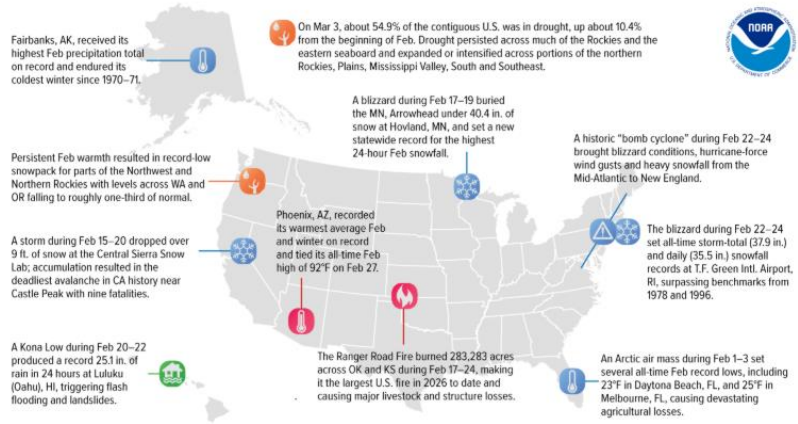 On Mar 3, about 54.9% of the contiguous U.S. was in drought, up about 10.4%
from the beginning of Feb. Drought persisted across much of the Rockies and the
eastern seaboard and expanded or intensified across portions of the northern
Rockies, Plains, Mississippi Valley, South and Southeast.
NOAA
Fairbanks, AK, received its
highest Feb precipitation total
on record and endured its
coldest winter since 1970–71.
A blizzard during Feb 17–19 buried
the MN, Arrowhead under 40.4 in. of
snow at Hovland, MN, and set a new
statewide record for the highest
24-hour Feb snowfall.
A historic “bomb cyclone” during Feb 22–24
brought blizzard conditions, hurricane-force
wind gusts and heavy snowfall from the
Mid-Atlantic to New England.
Persistent Feb warmth resulted in record-low
snowpack for parts of the Northwest and
Northern Rockies with levels across WA and
OR falling to roughly one-third of normal.
Phoenix, AZ, recorded
its warmest average Feb
and winter on record
and tied its all-time Feb
high of 92°F on Feb 27.
A storm during Feb 15–20 dropped over
9 ft. of snow at the Central Sierra Snow
Lab; accumulation resulted in the
deadliest avalanche in CA history near
Castle Peak with nine fatalities.
The blizzard during Feb 22–24
set all-time storm-total (37.9 in.)
and daily (35.5 in.) snowfall
records at T.F. Green Intl. Airport,
RI, surpassing benchmarks from
1978 and 1996.
A Kona Low during Feb 20–22
produced a record 25.1 in. of
rain in 24 hours at Luluku
(Oahu), HI, triggering flash
flooding and landslides.
The Ranger Road Fire burned 283,283 acres
across OK and KS during Feb 17–24, making
it the largest U.S. fire in 2026 to date and
causing major livestock and structure losses.
An Arctic air mass during Feb 1–3 set
several all-time Feb record lows, including
23°F in Daytona Beach, FL, and 25°F in
Melbourne, FL, causing devastating
agricultural losses.